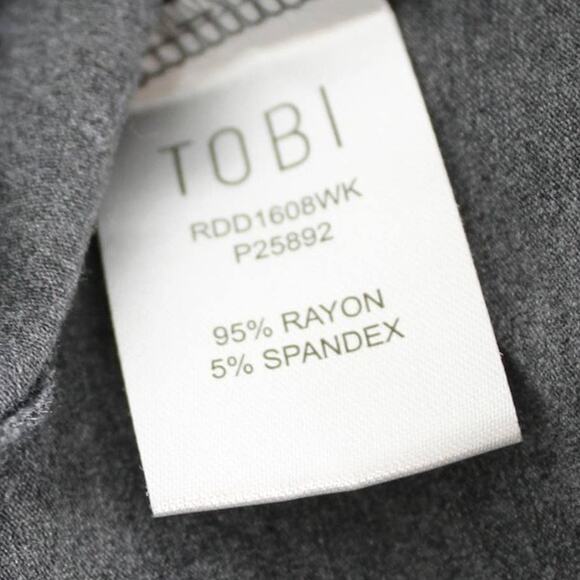 TOBI
RDD1608WK
P25892
95% RAYON
5% SPANDEX